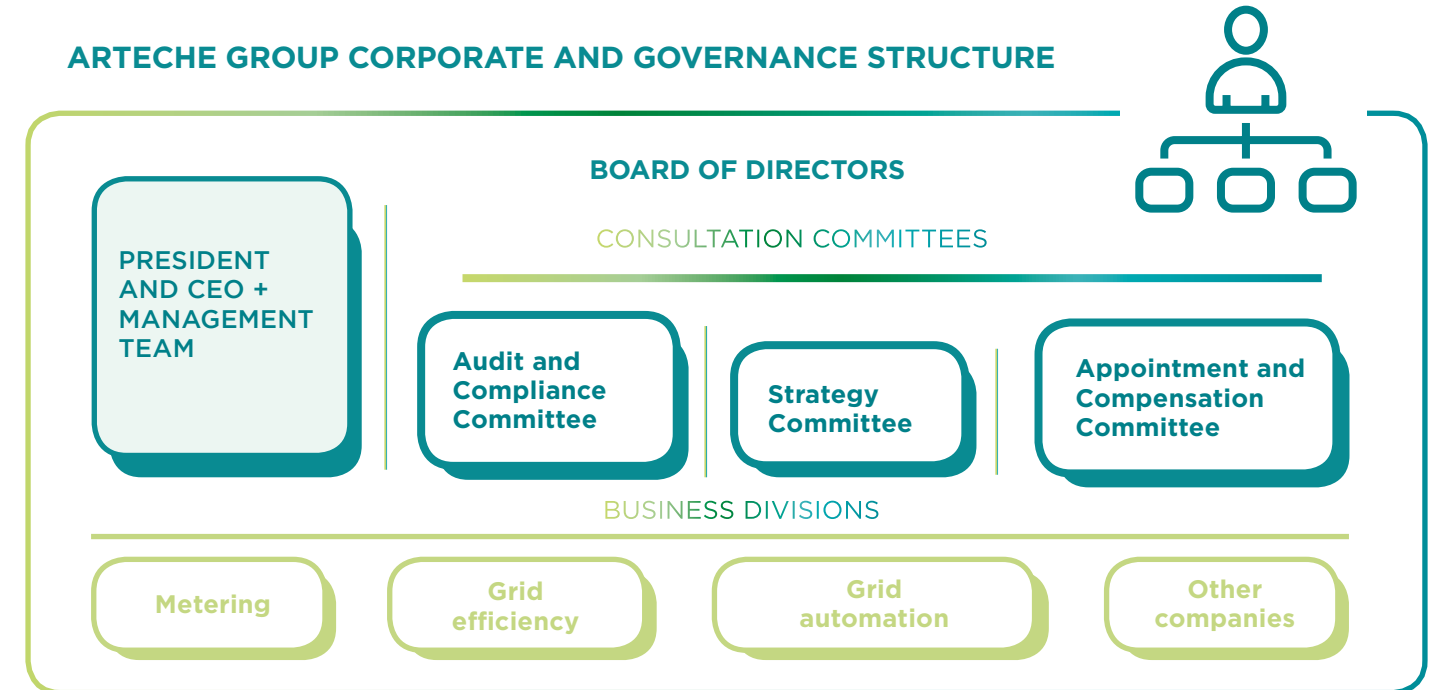 ARTECHE GROUP CORPORATE AND GOVERNANCE STRUCTURE
BOARD OF DIRECTORS
CONSULTATION COMMITTEES
PRESIDENT
AND CEO +
MANAGEMENT
TEAM
Audit and
Compliance
Committee
Strategy
Committee
Appointment and
Compensation
Committee
BUSINESS DIVISIONS
Metering
Grid
efficiency
Grid
automation
Other
companies